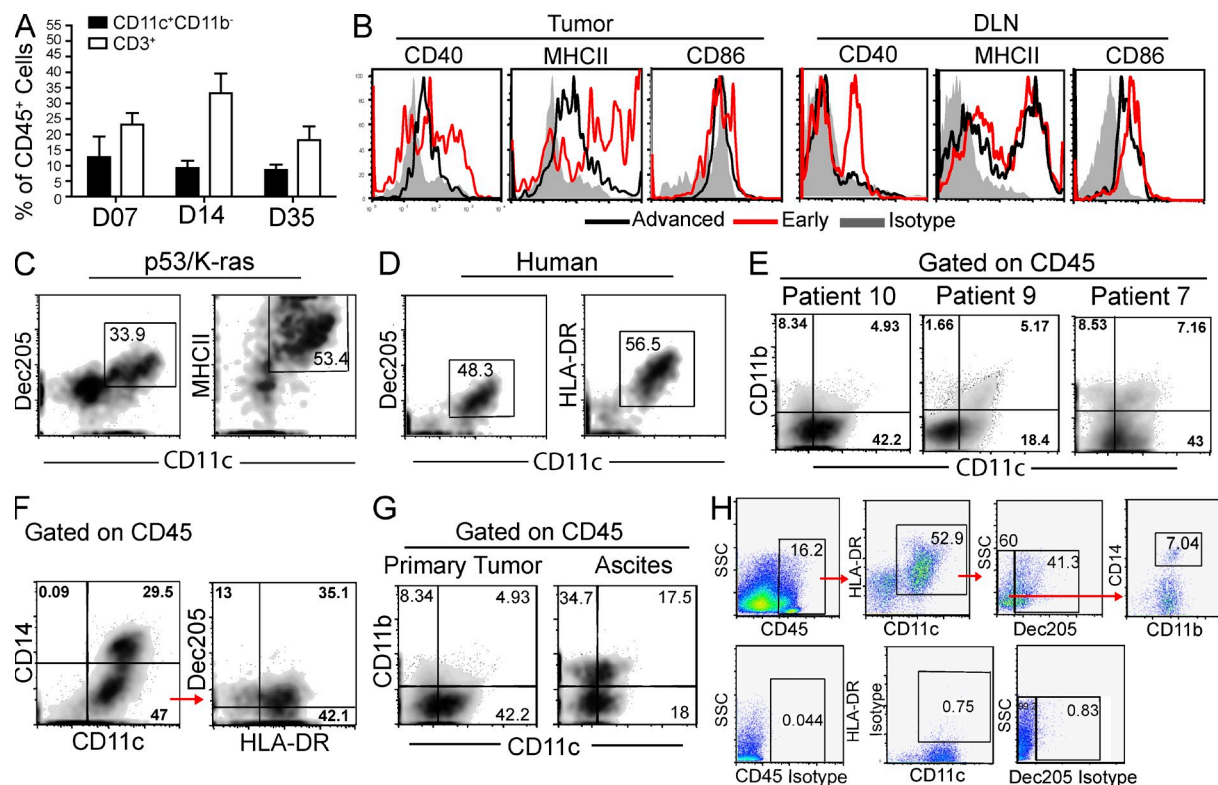 A
CD11c⁺CD11b⁻
CD3⁺
% of CD45⁺ Cells
55
50
45
40
35
30
25
20
15
10
5
0
D07
D14
D35
B
Tumor
DLN
CD40
MHCII
CD86
CD40
MHCII
CD86
100
80
60
40
20
0
Advanced
Early
Isotype
C
p53/K-ras
Dec205
33.9
MHCII
53.4
CD11c
D
Human
Dec205
48.3
HLA-DR
56.5
CD11c
E
Gated on CD45
Patient 10
Patient 9
Patient 7
CD11b
8.34
4.93
42.2
1.66
5.17
18.4
8.53
7.16
43
CD11c
F
Gated on CD45
CD14
0.09
29.5
47
CD11c
Dec205
13
35.1
42.1
HLA-DR
G
Gated on CD45
Primary Tumor
Ascites
CD11b
8.34
4.93
42.2
34.7
17.5
18
CD11c
H
SSC
16.2
CD45
HLA-DR
52.9
CD11c
SSC
60
41.3
Dec205
CD14
7.04
CD11b
SSC
0.044
CD45 Isotype
HLA-DR
Isotype
0.75
CD11c
SSC
0.83
Dec205 Isotype